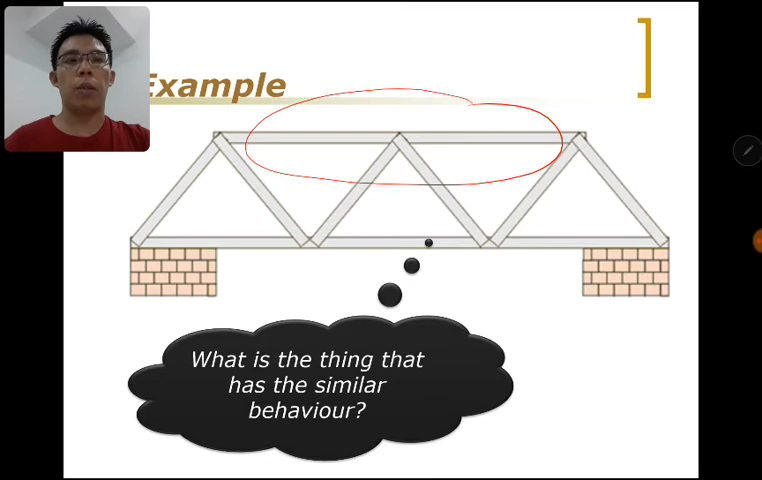 Example
What is the thing that
has the similar
behaviour?